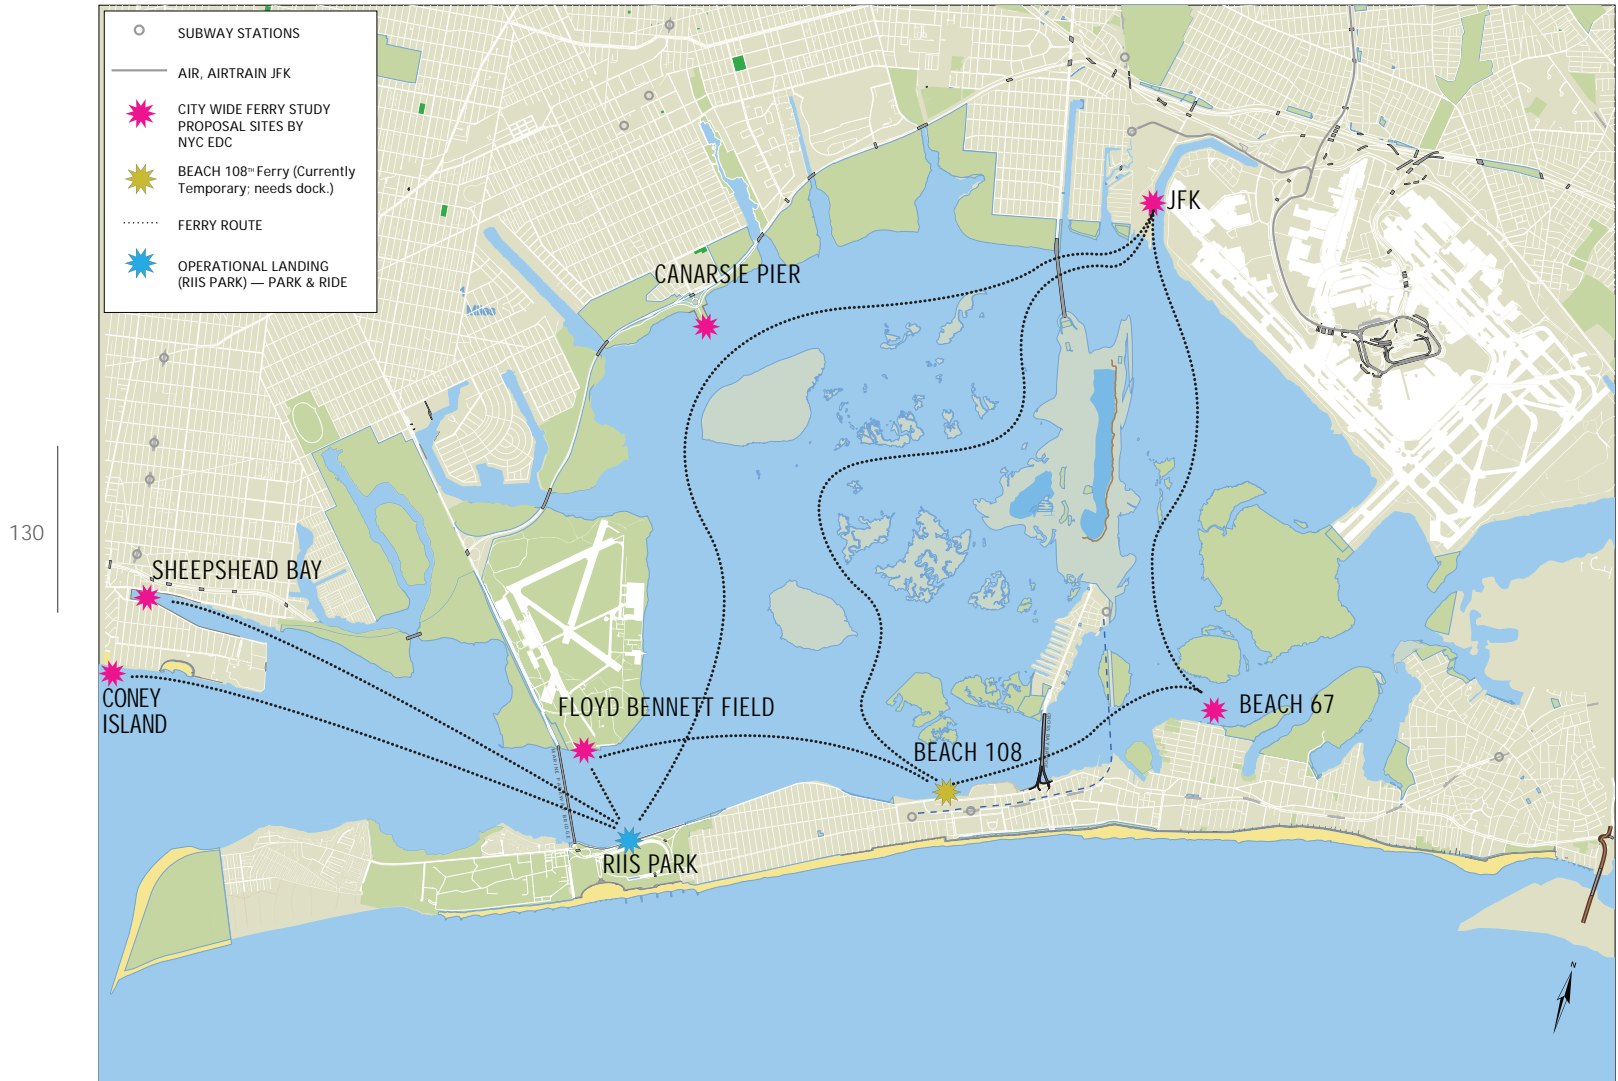 SUBWAY STATIONS
AIR, AIRTRAIN JFK
CITY WIDE FERRY STUDY
PROPOSAL SITES BY
NYC EDC
BEACH 108TH Ferry (Currently
Temporary; needs dock.)
FERRY ROUTE
OPERATIONAL LANDING
(RIIS PARK) — PARK & RIDE
JFK
CANARSIE PIER
130
SHEEPSHEAD BAY
CONEY
ISLAND
FLOYD BENNETT FIELD
BEACH 67
BEACH 108
RIIS PARK
N